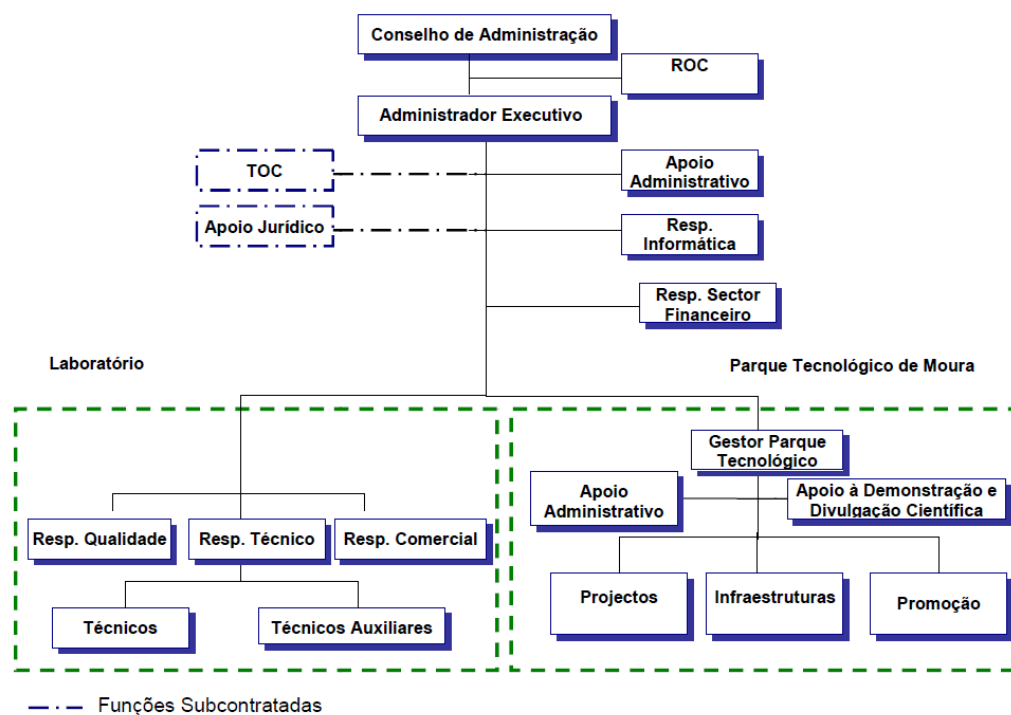 Conselho de Administração
ROC
Administrador Executivo
TOC
Apoio
Administrativo
Apoio Jurídico
Resp.
Informática
Resp. Sector
Financeiro
Laboratório
Parque Tecnológico de Moura
Gestor Parque
Tecnológico
Apoio
Administrativo
Apoio à Demonstração e
Divulgação Científica
Resp. Qualidade
Resp. Técnico
Resp. Comercial
Projectos
Infraestruturas
Promoção
Técnicos
Técnicos Auxiliares
Funções Subcontratadas